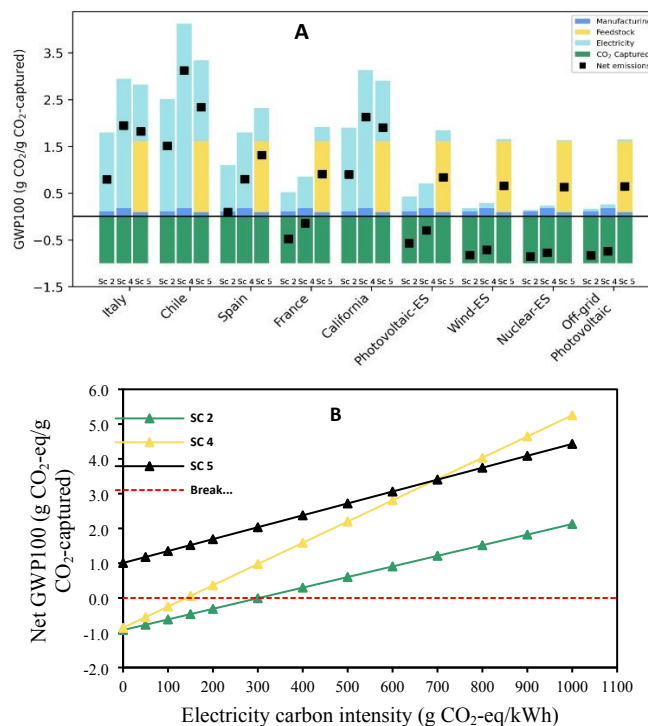 A
Manufacturing
Feedstock
Electricity
CO₂ Captured
Net emissions
GWP100 (g CO₂/g CO₂-captured)
3.5
2.5
1.5
0.5
−0.5
−1.5
Sc 2 Sc 4 Sc 5 Sc 2 Sc 4 Sc 5 Sc 2 Sc 4 Sc 5 Sc 2 Sc 4 Sc 5 Sc 2 Sc 4 Sc 5 Sc 2 Sc 4 Sc 5 Sc 2 Sc 4 Sc 5 Sc 2 Sc 4 Sc 5 Sc 2 Sc 4 Sc 5
Italy
Chile
Spain
France
California
Photovoltaic-ES
Wind-ES
Nuclear-ES
Off-grid
Photovoltaic
B
SC 2
SC 4
SC 5
Break...
Net GWP100 (g CO₂-eq/g
CO₂-captured)
6.0
5.0
4.0
3.0
2.0
1.0
0.0
-1.0
-2.0
0 100 200 300 400 500 600 700 800 900 1000 1100
Electricity carbon intensity (g CO₂-eq/kWh)